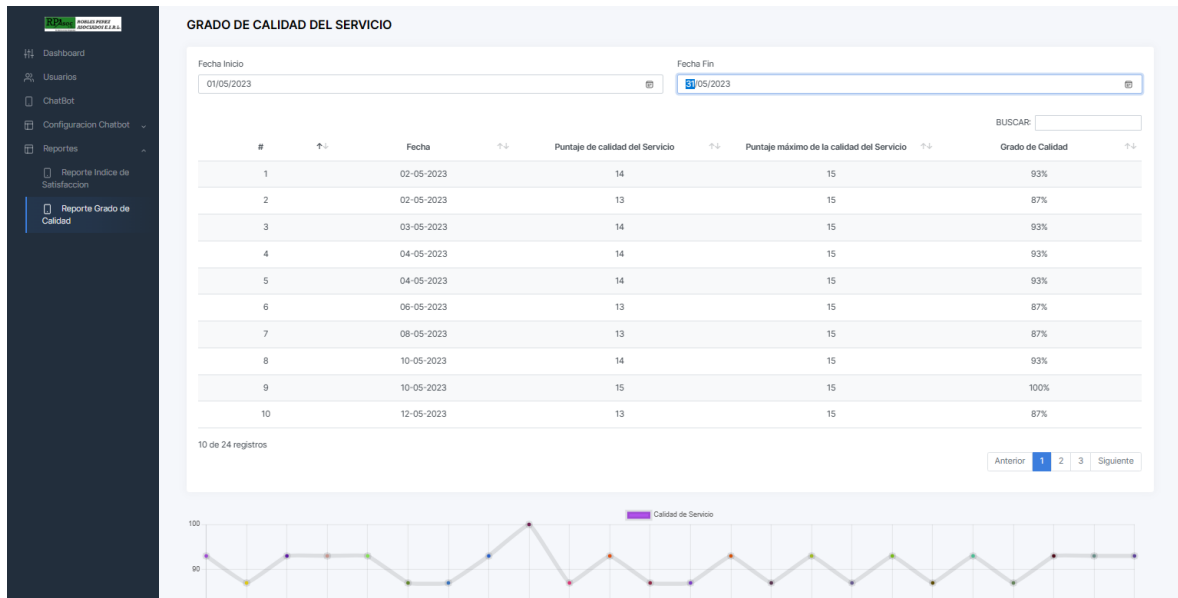 RPAsoc ROBLES PEREZ
ASOCIADOS E.I.R.L.
Dashboard
Usuarios
ChatBot
Configuracion Chatbot
Reportes
Reporte Indice de
Satisfaccion
Reporte Grado de
Calidad
GRADO DE CALIDAD DEL SERVICIO
Fecha Inicio Fecha Fin
01/05/2023 31/05/2023
BUSCAR:
# Fecha Puntaje de calidad del Servicio Puntaje máximo de la calidad del Servicio Grado de Calidad
1 02-05-2023 14 15 93%
2 02-05-2023 13 15 87%
3 03-05-2023 14 15 93%
4 04-05-2023 14 15 93%
5 04-05-2023 14 15 93%
6 06-05-2023 13 15 87%
7 08-05-2023 13 15 87%
8 10-05-2023 14 15 93%
9 10-05-2023 15 15 100%
10 12-05-2023 13 15 87%
10 de 24 registros
Anterior 1 2 3 Siguiente
Calidad de Servicio
100
90